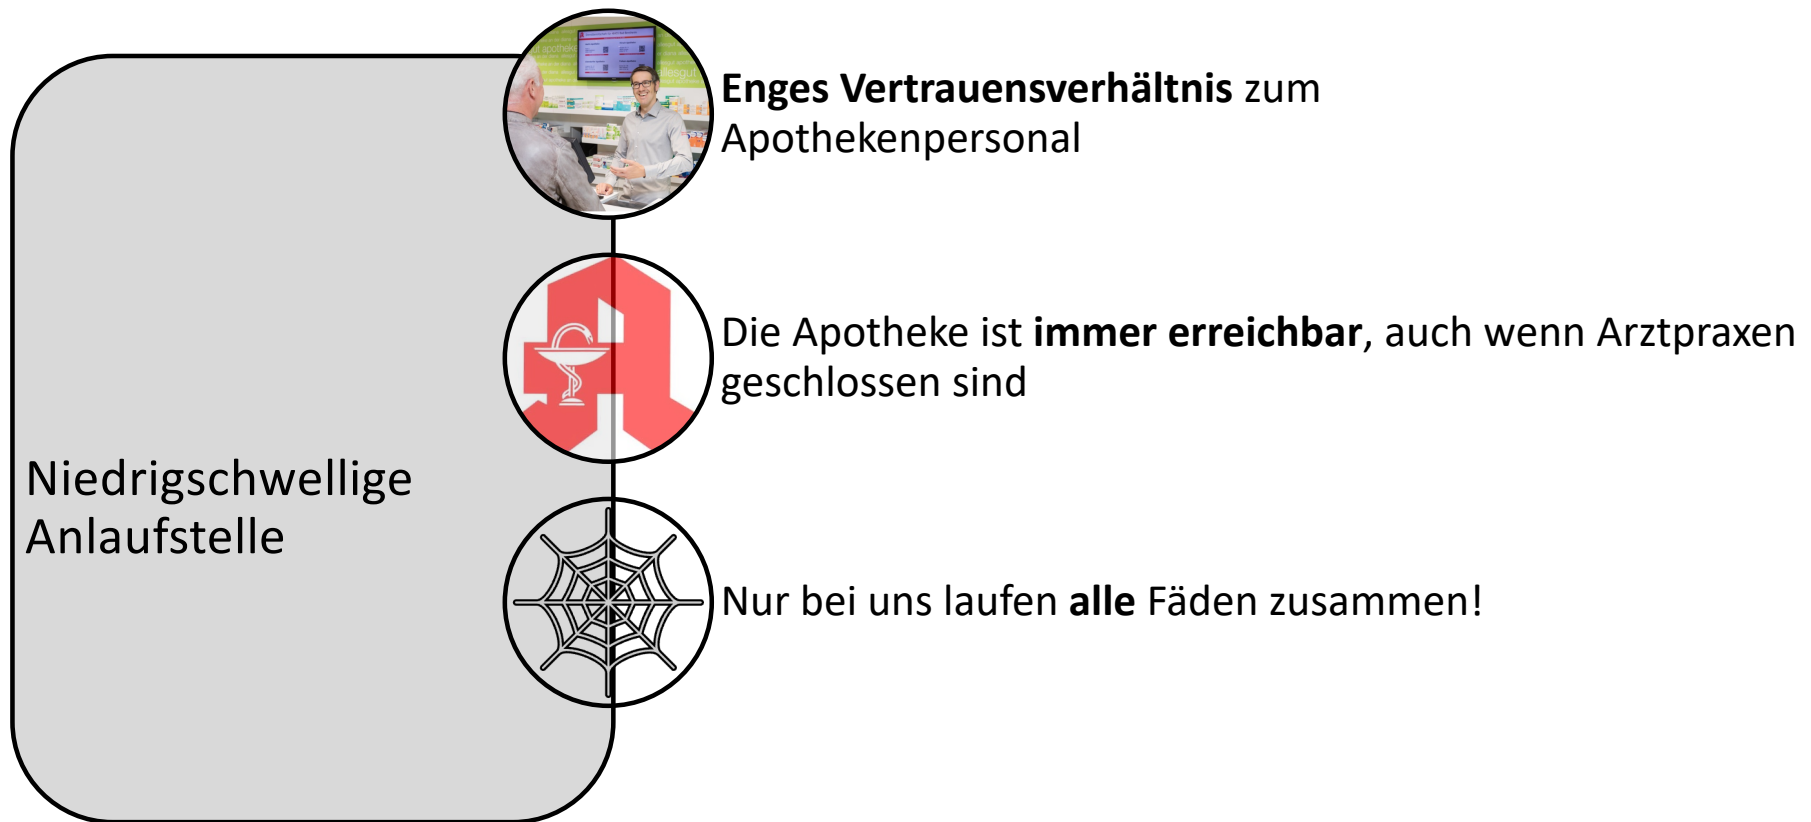 Enges Vertrauensverhältnis zum
Apothekenpersonal
Die Apotheke ist immer erreichbar, auch wenn Arztpraxen
geschlossen sind
Niedrigschwellige
Anlaufstelle
Nur bei uns laufen alle Fäden zusammen!